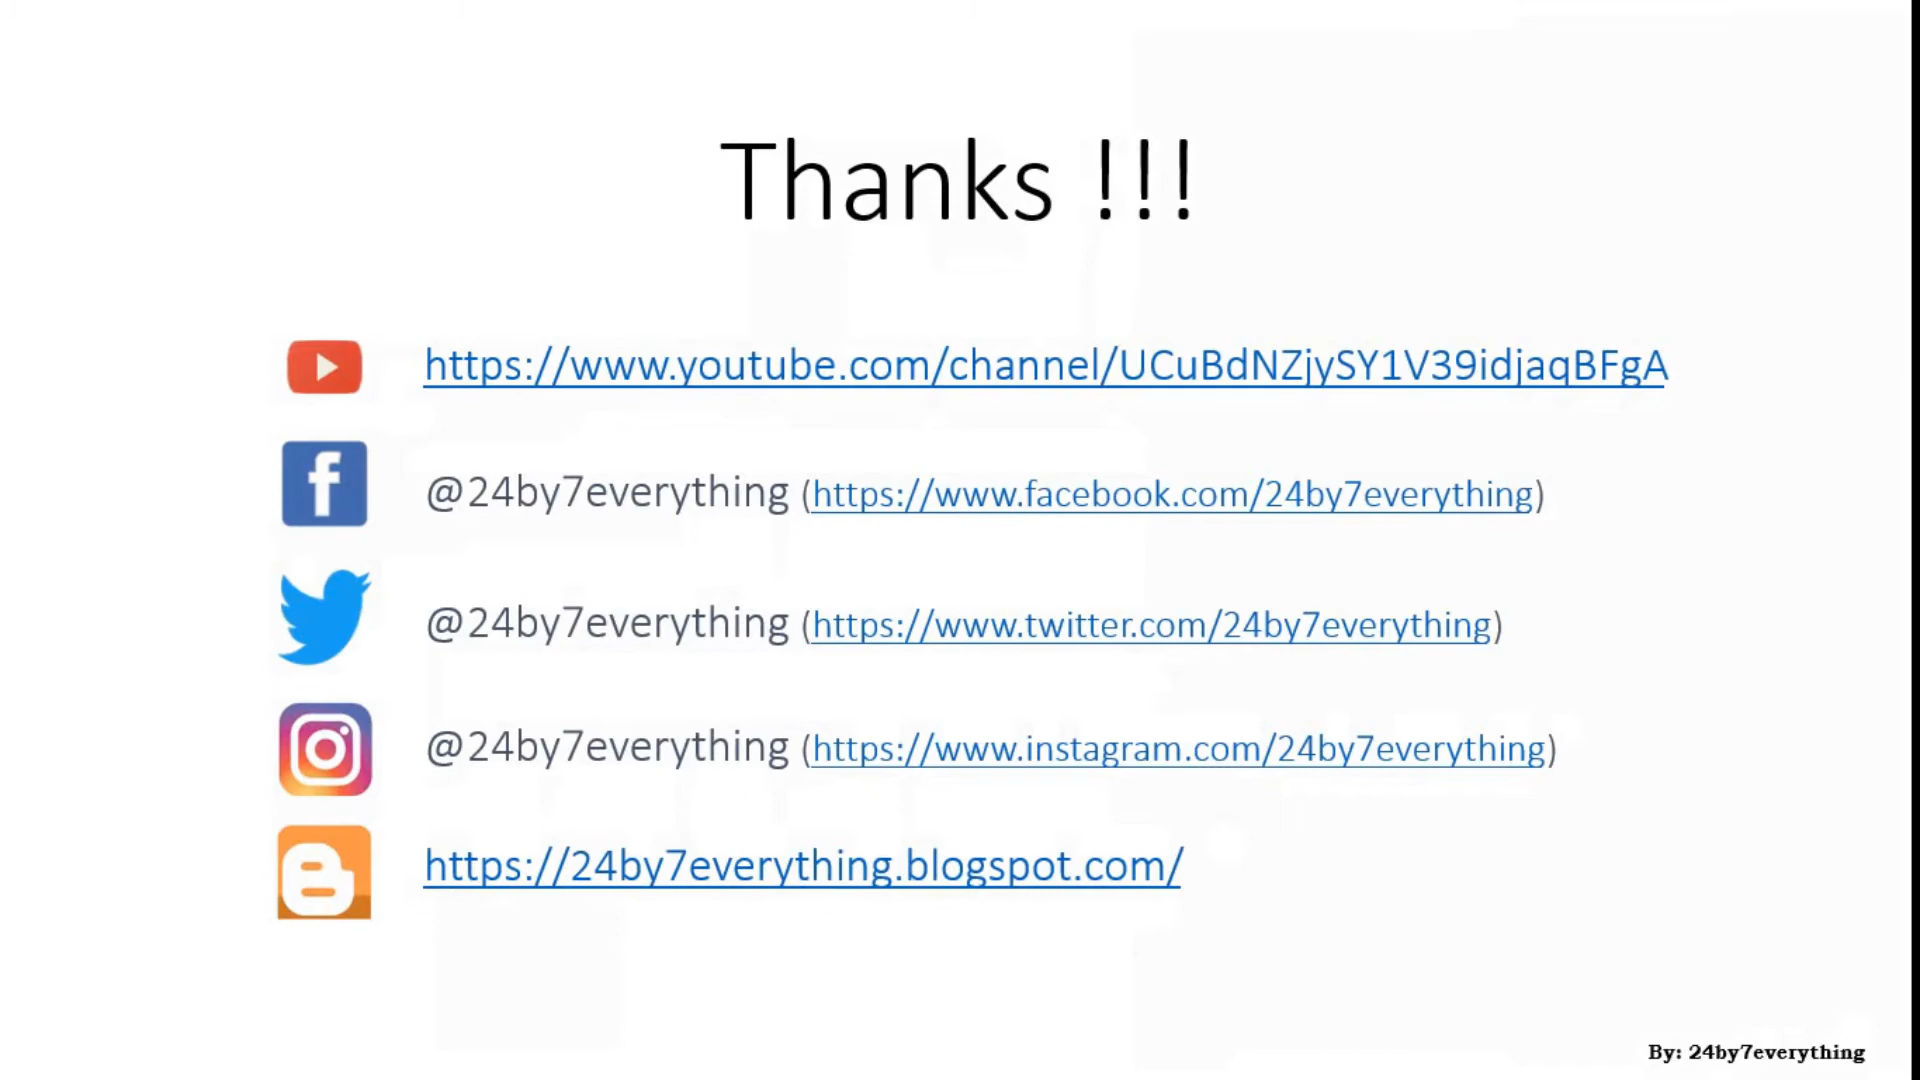 Thanks !!!
https://www.youtube.com/channel/UCuBdNZjySY1V39idjaqBFgA
@24by7everything (https://www.facebook.com/24by7everything)
@24by7everything (https://www.twitter.com/24by7everything)
@24by7everything (https://www.instagram.com/24by7everything)
https://24by7everything.blogspot.com/
By: 24by7everything